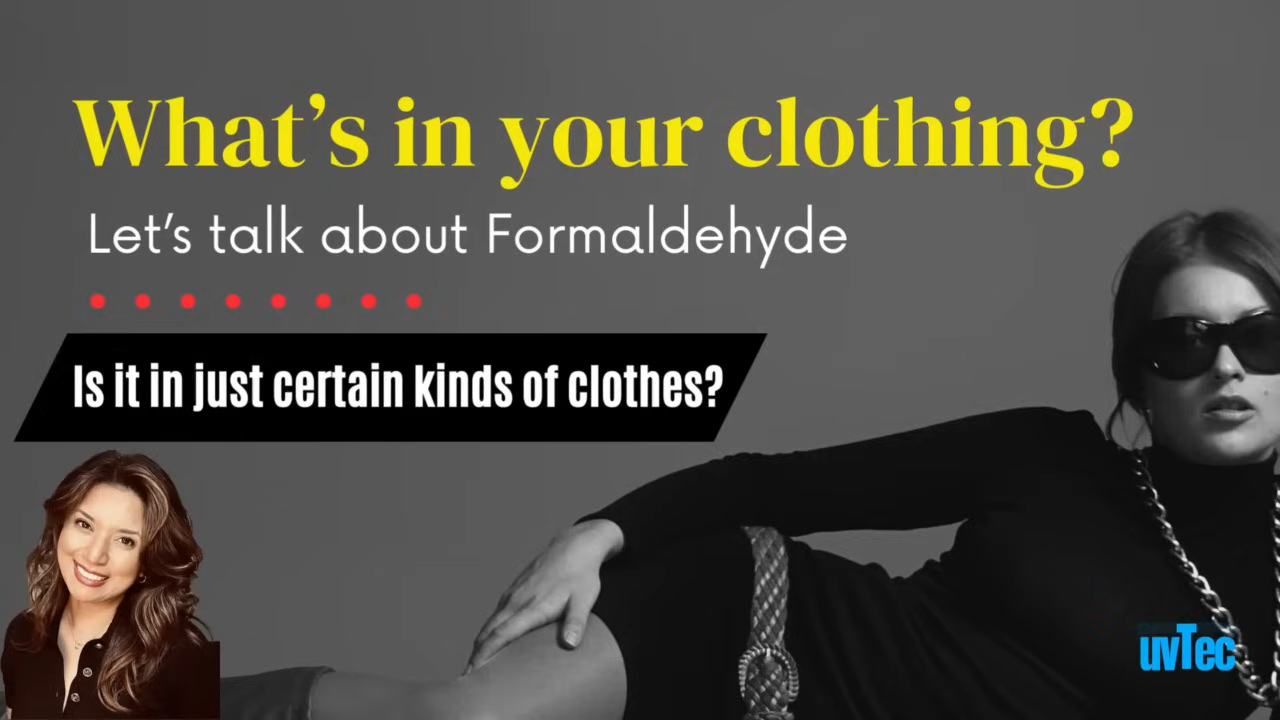 What's in your clothing?
Let's talk about Formaldehyde
Is it in just certain kinds of clothes?
uvTec